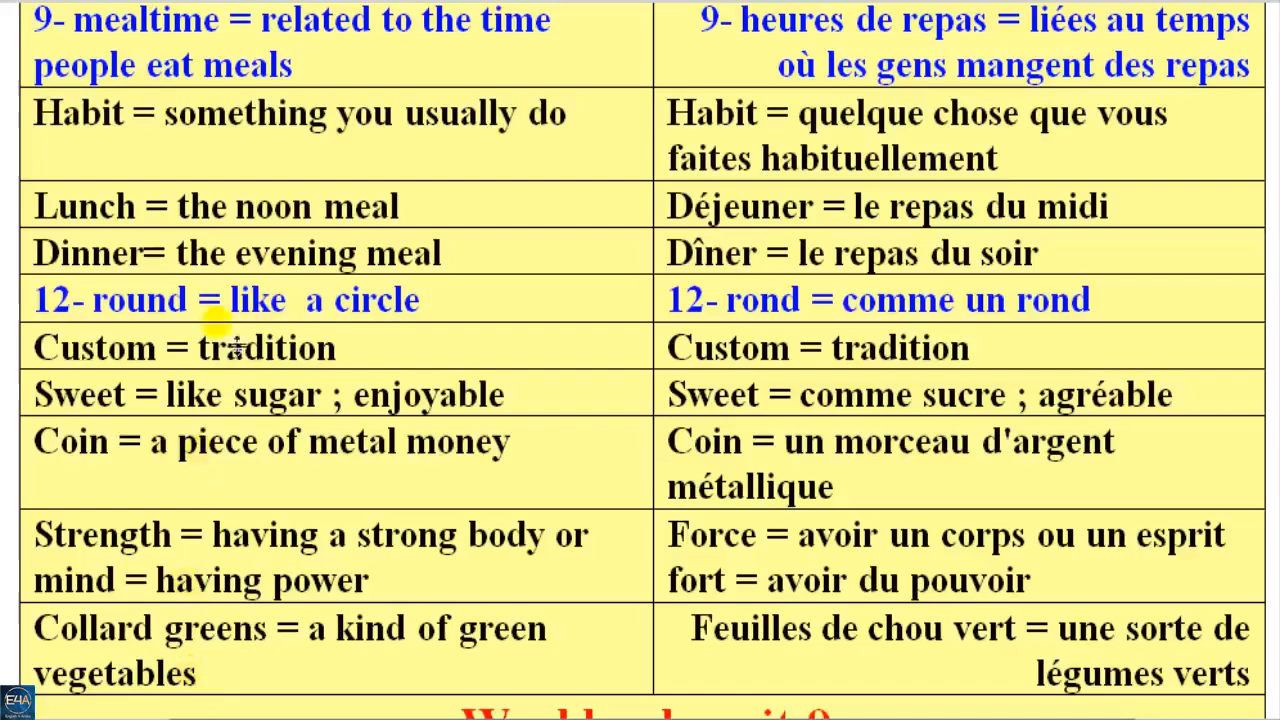 9- mealtime = related to the time
people eat meals
9- heures de repas = liées au temps
où les gens mangent des repas
Habit = something you usually do
Habit = quelque chose que vous
faites habituellement
Lunch = the noon meal
Déjeuner = le repas du midi
Dinner= the evening meal
Dîner = le repas du soir
12- round = like a circle
12- rond = comme un rond
Custom = tradition
Custom = tradition
Sweet = like sugar ; enjoyable
Sweet = comme sucre ; agréable
Coin = a piece of metal money
Coin = un morceau d'argent
métallique
Strength = having a strong body or
mind = having power
Force = avoir un corps ou un esprit
fort = avoir du pouvoir
Collard greens = a kind of green
vegetables
Feuilles de chou vert = une sorte de
légumes verts
E4A